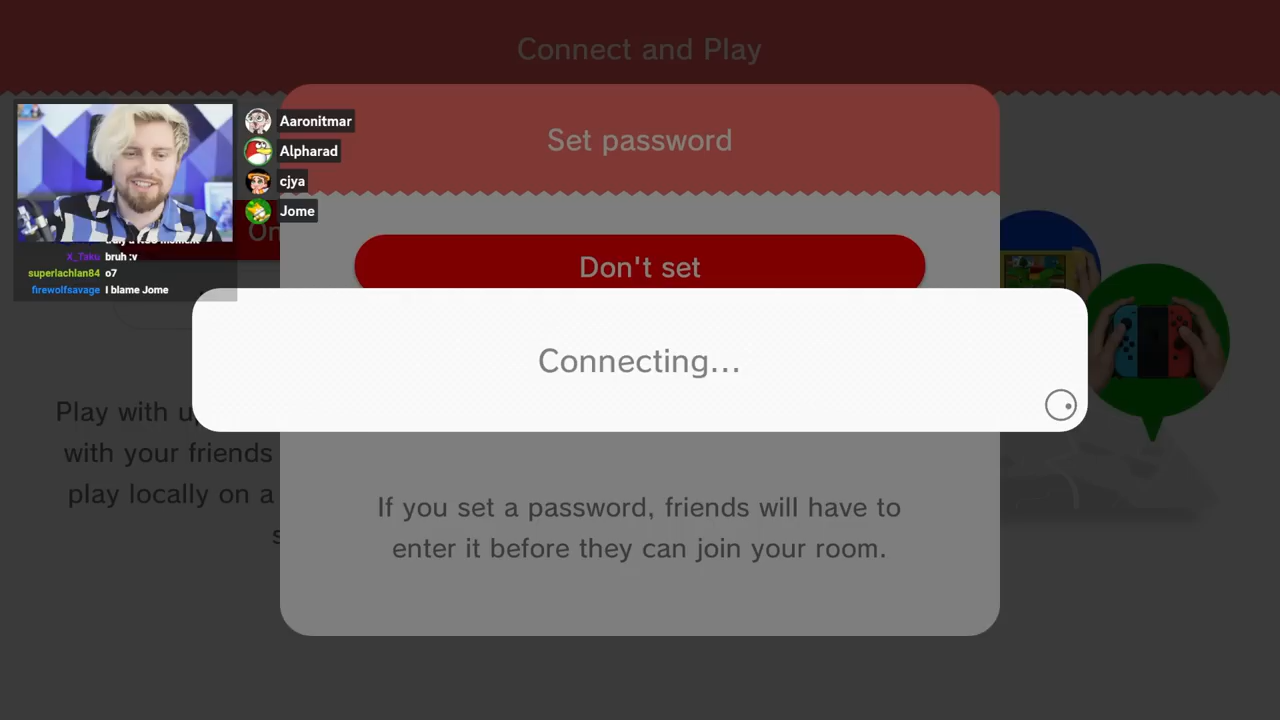 Connect and Play
Set password
Aaronitmar
Alpharad
cjya
Jome
On
X_Taku bruh :v
superlachlan84 o7
firewolfsavage I blame Jome
Don't set
Connecting...
Play with u
with your friends
play locally on a
s
If you set a password, friends will have to
enter it before they can join your room.